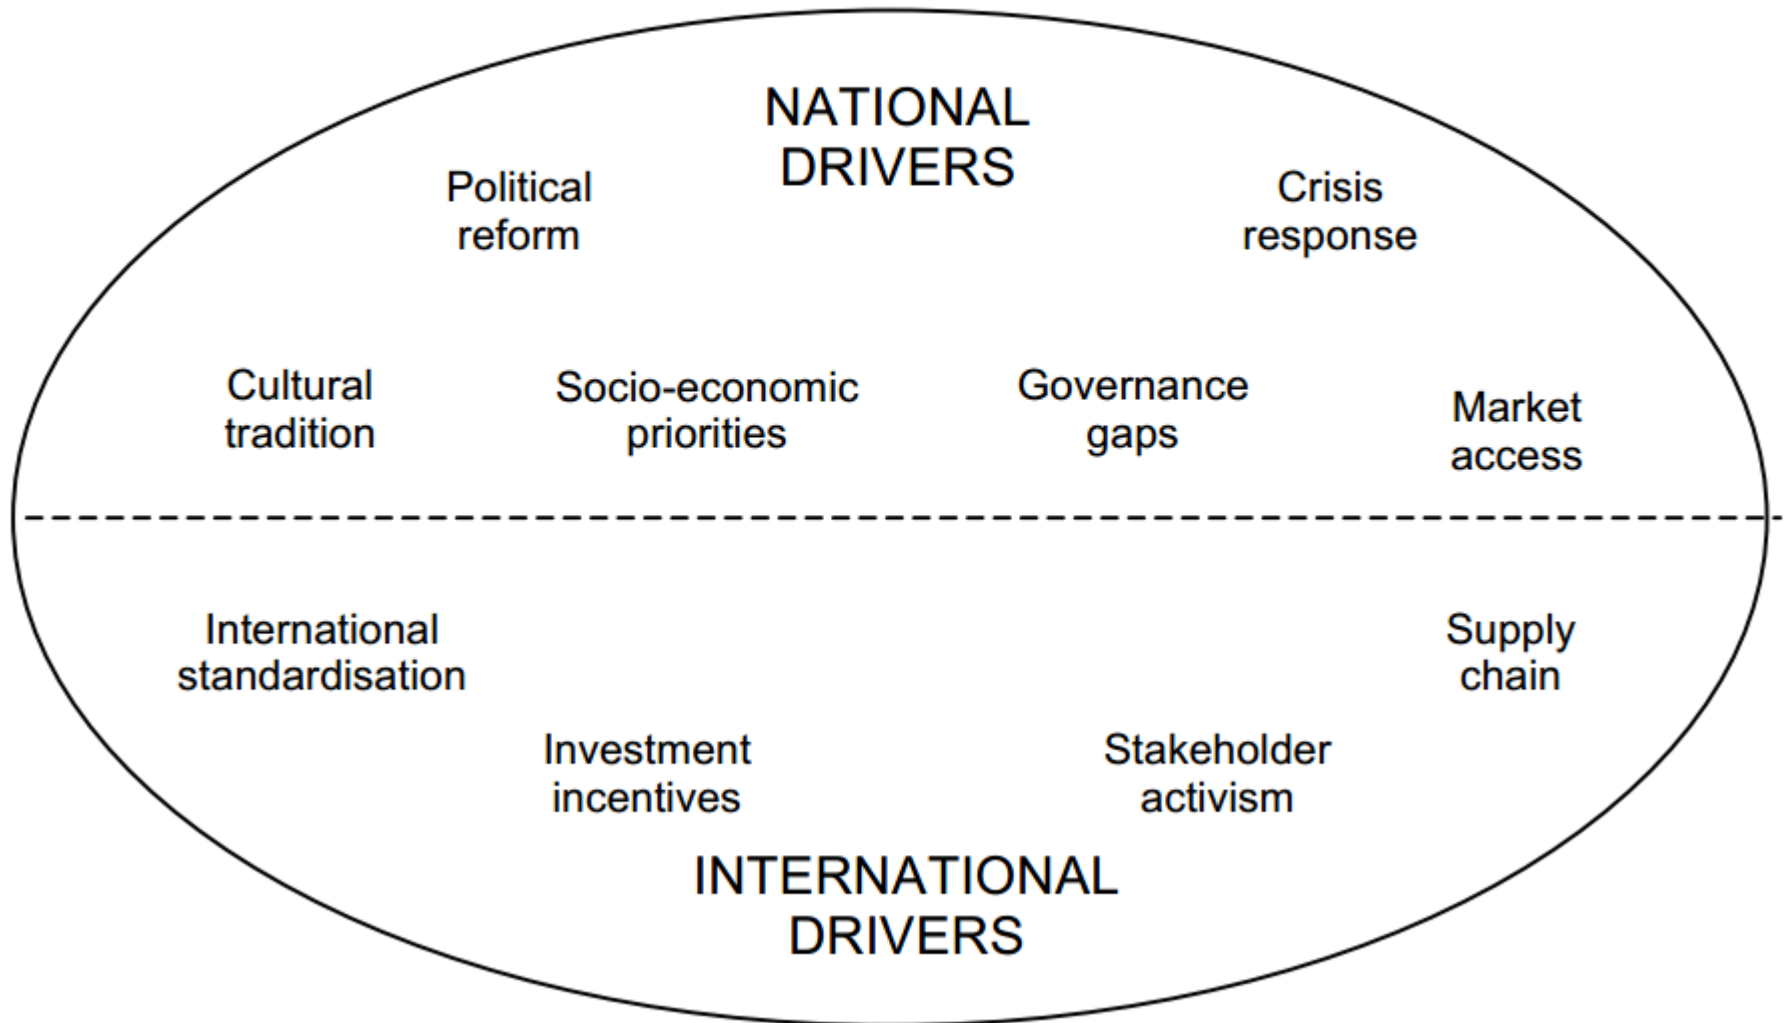 NATIONAL
DRIVERS
Political
reform
Crisis
response
Cultural
tradition
Socio-economic
priorities
Governance
gaps
Market
access
International
standardisation
Supply
chain
Investment
incentives
Stakeholder
activism
INTERNATIONAL
DRIVERS